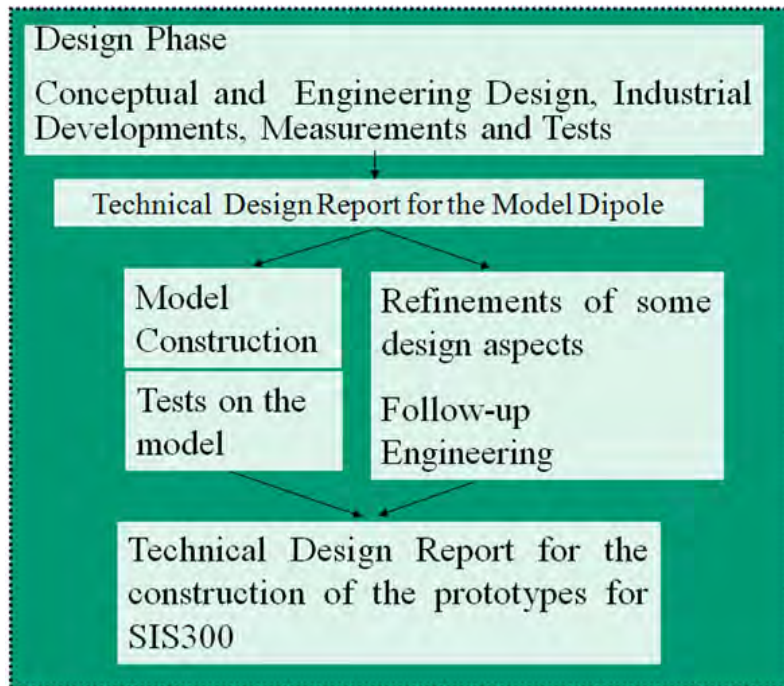 Design Phase
Conceptual and Engineering Design, Industrial
Developments, Measurements and Tests
Technical Design Report for the Model Dipole
Model
Construction
Tests on the
model
Refinements of some
design aspects
Follow-up
Engineering
Technical Design Report for the
construction of the prototypes for
SIS300